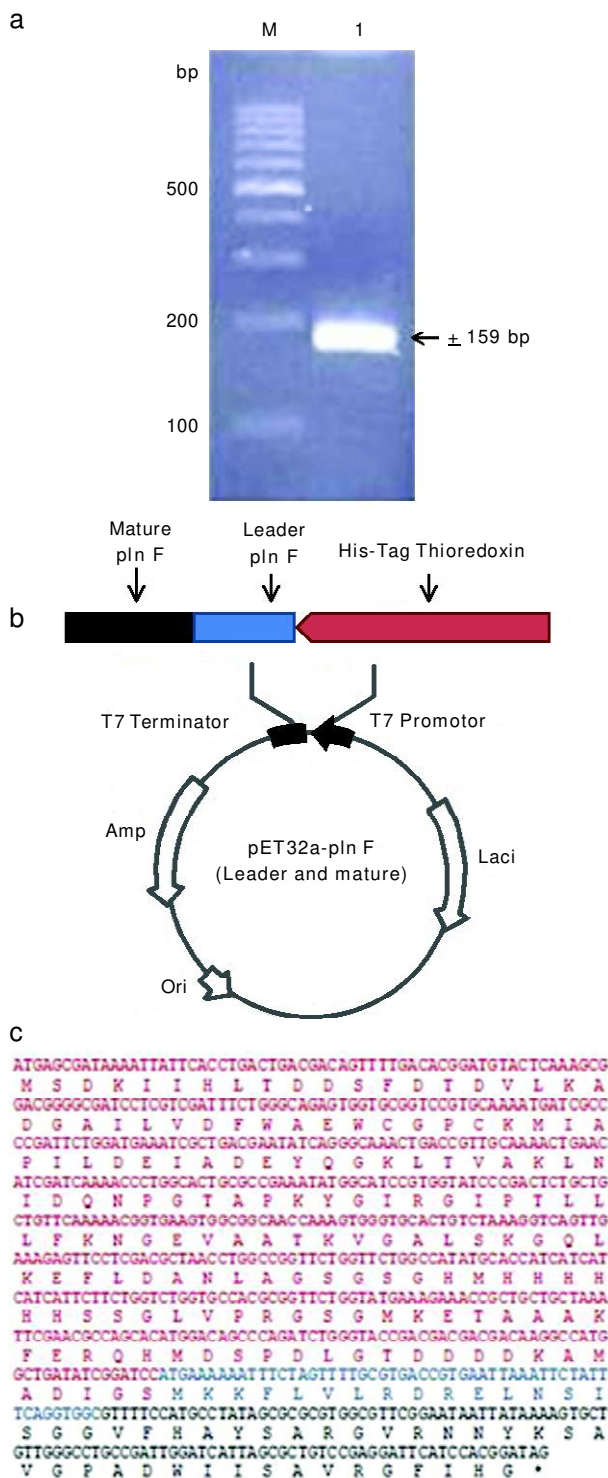 a
M 1
bp
500
200
± 159 bp
100
Mature
pln F
Leader
pln F
His-Tag Thioredoxin
b
T7 Terminator
T7 Promotor
Amp
pET32a-pln F
(Leader and mature)
Laci
Ori
c
ATGAGCGATAAAATTATTCACCTGACTGACGACAGTTTTGACACGGATGTACTCAAAGCG
M S D K I I H L T D D S F D T D V L K A
GACGGGGCGATCCTCGTCGATTTCTGGGCAGAGTGGTGCGGTCCGTGCAAAATGATCGCC
D G A I L V D F W A E W C G P C K M I A
CCGATTCTGGATGAAATCGCTGACGAATATCAGGGCAAACTGACCGTTGCAAAACTGAAC
P I L D E I A D E Y Q G K L T V A K L N
ATCGATCAAAACCCTGGCACTGCGCCGAAATATGGCATCCGTGGTATCCCGACTCTGCTG
I D Q N P G T A P K Y G I R G I P T L L
CTGTTCAAAAACGGTGAAGTGGCGGCAACCAAAGTGGGTGCACTGTCTAAAGGTCAGTTG
L F K N G E V A A T K V G A L S K G Q L
AAAGAGTTCCTCGACGCTAACCTGGCCGGTTCTGGTTCTGGCCATATGCACCATCATCAT
K E F L D A N L A G S G S G H M H H H H
CATCATTCTTCTGGTCTGGTGCCACGCGGTTCTGGTATGAAAGAAACCGCTGCTGCTAAA
H H S S G L V P R G S G M K E T A A A K
TTCGAACGCCAGCACATGGACAGCCCAGATCTGGGTACCGACGACGACGACAAGGCCATG
F E R Q H M D S P D L G T D D D D K A M
GCTGATATCGGATCCATGAAAAAATTTCTAGTTTTGCGTGACCGTGAATTAAATTCTATT
A D I G S M K K F L V L R D R E L N S I
TCAGGTGGCGTTTTCCATGCCTATAGCGCGCGTGGCGTTCGGAATAATTATAAAAGTGCT
S G G V F H A Y S A R G V R N N Y K S A
GTTGGGCCTGCCGATTGGATCATTAGCGCTGTCCGAGGATTCATCCACGGATAG
V G P A D W I I S A V R G F I H G *